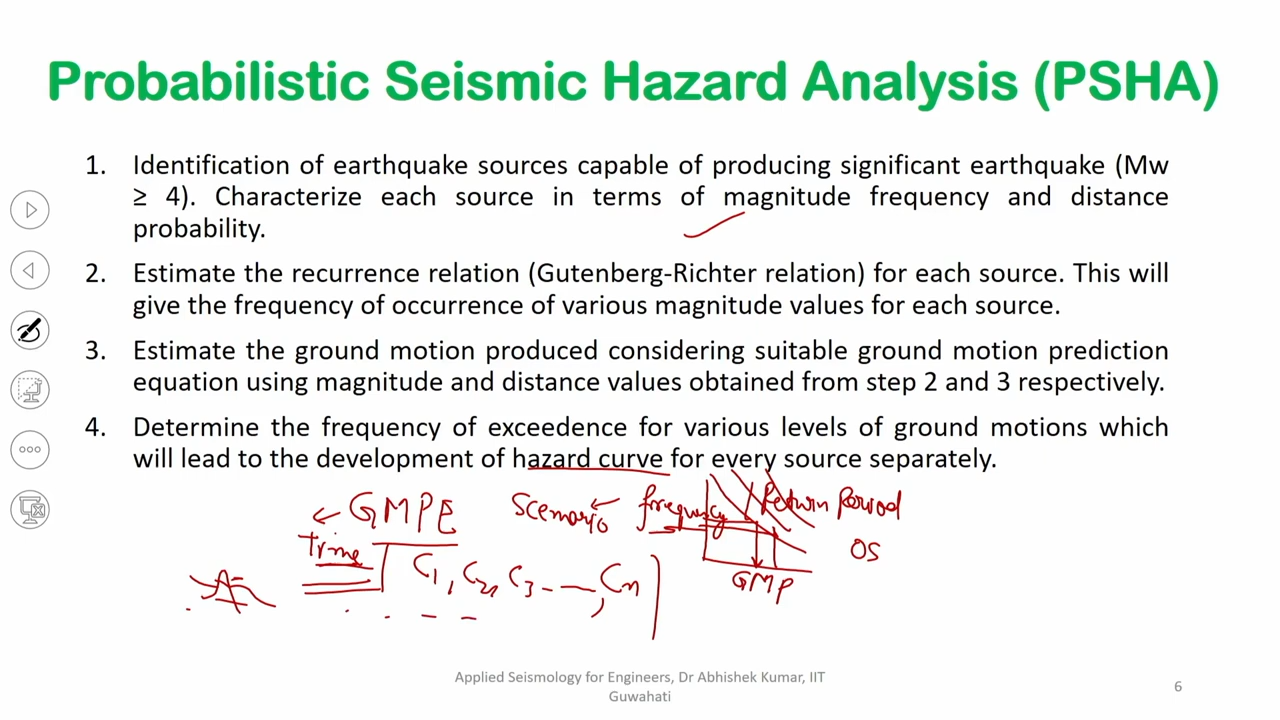 Probabilistic Seismic Hazard Analysis (PSHA)
1. Identification of earthquake sources capable of producing significant earthquake (Mw
≥ 4). Characterize each source in terms of magnitude frequency and distance
probability.
2. Estimate the recurrence relation (Gutenberg-Richter relation) for each source. This will
give the frequency of occurrence of various magnitude values for each source.
3. Estimate the ground motion produced considering suitable ground motion prediction
equation using magnitude and distance values obtained from step 2 and 3 respectively.
4. Determine the frequency of exceedence for various levels of ground motions which
will lead to the development of hazard curve for every source separately.
GMPE Scenario frequency Return Period
Time OS
C1, C2, C3 - - -, Cn GMP
Applied Seismology for Engineers, Dr Abhishek Kumar, IIT
Guwahati
6